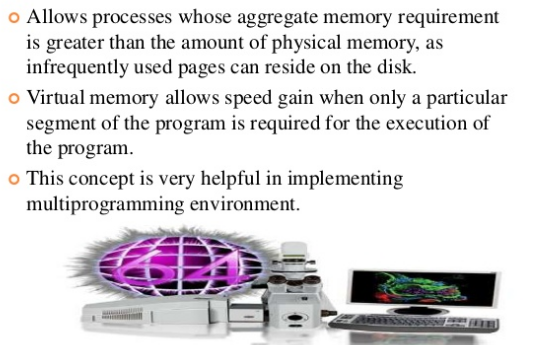 Allows processes whose aggregate memory requirement
is greater than the amount of physical memory, as
infrequently used pages can reside on the disk.
Virtual memory allows speed gain when only a particular
segment of the program is required for the execution of
the program.
This concept is very helpful in implementing
multiprogramming environment.
64